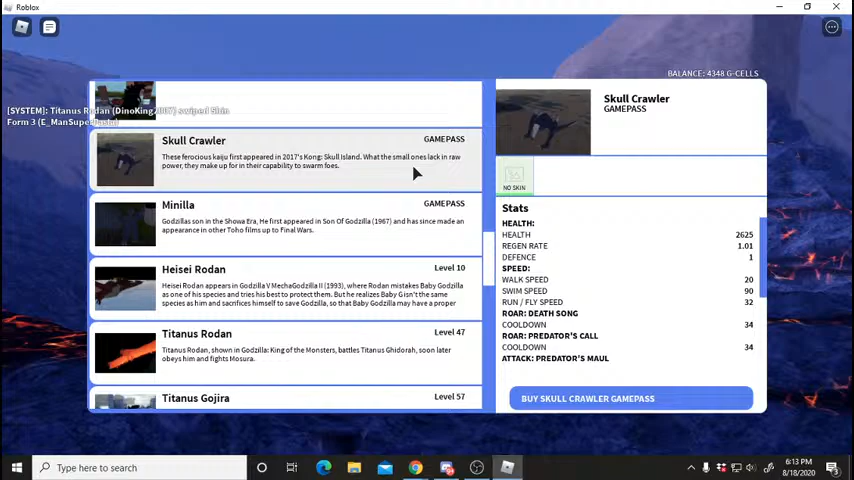 Roblox
BALANCE: 4348 G-CELLS
[SYSTEM]: Titanus Rodan (DinoKing2007) swiped Shin
Form 3 (E_ManSuper
Skull Crawler
GAMEPASS
These ferocious kaiju first appeared in 2017's Kong: Skull Island. What the small ones lack in raw
power, they make up for in their capability to swarm foes.
Minilla
GAMEPASS
Godzillas son in the Showa Era, He first appeared in Son Of Godzilla (1967) and has since made an
appearance in other Toho films up to Final Wars.
Heisei Rodan
Level 10
Heisei Rodan appears in Godzilla V MechaGodzilla II (1993), where Rodan mistakes Baby Godzilla
as one of his species and tries his best to protect them. But he realizes Baby G isn't the same
species as him and sacrifices himself to save Godzilla, so that Baby Godzilla may have a proper
Titanus Rodan
Level 47
Titanus Rodan, shown in Godzilla: King of the Monsters, battles Titanus Ghidorah, soon later
obeys him and fights Mosura.
Titanus Gojira
Level 57
Skull Crawler
GAMEPASS
NO SKIN
Stats
HEALTH:
HEALTH 2625
REGEN RATE 1.01
DEFENCE 1
SPEED:
WALK SPEED 20
SWIM SPEED 90
RUN / FLY SPEED 32
ROAR: DEATH SONG
COOLDOWN 34
ROAR: PREDATOR'S CALL
COOLDOWN 34
ATTACK: PREDATOR'S MAUL
BUY SKULL CRAWLER GAMEPASS
Type here to search
6:13 PM
8/18/2020
3